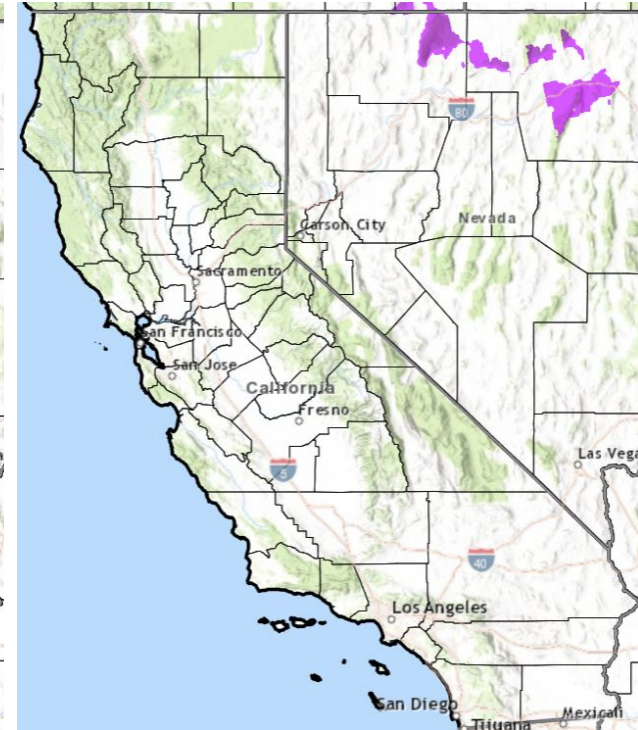 80
Nevada
Carson City
Sacramento
San Francisco
San Jose
California
Fresno
5
Las Vega
40
Los Angeles
San Diego
Mexicali
Tijuana